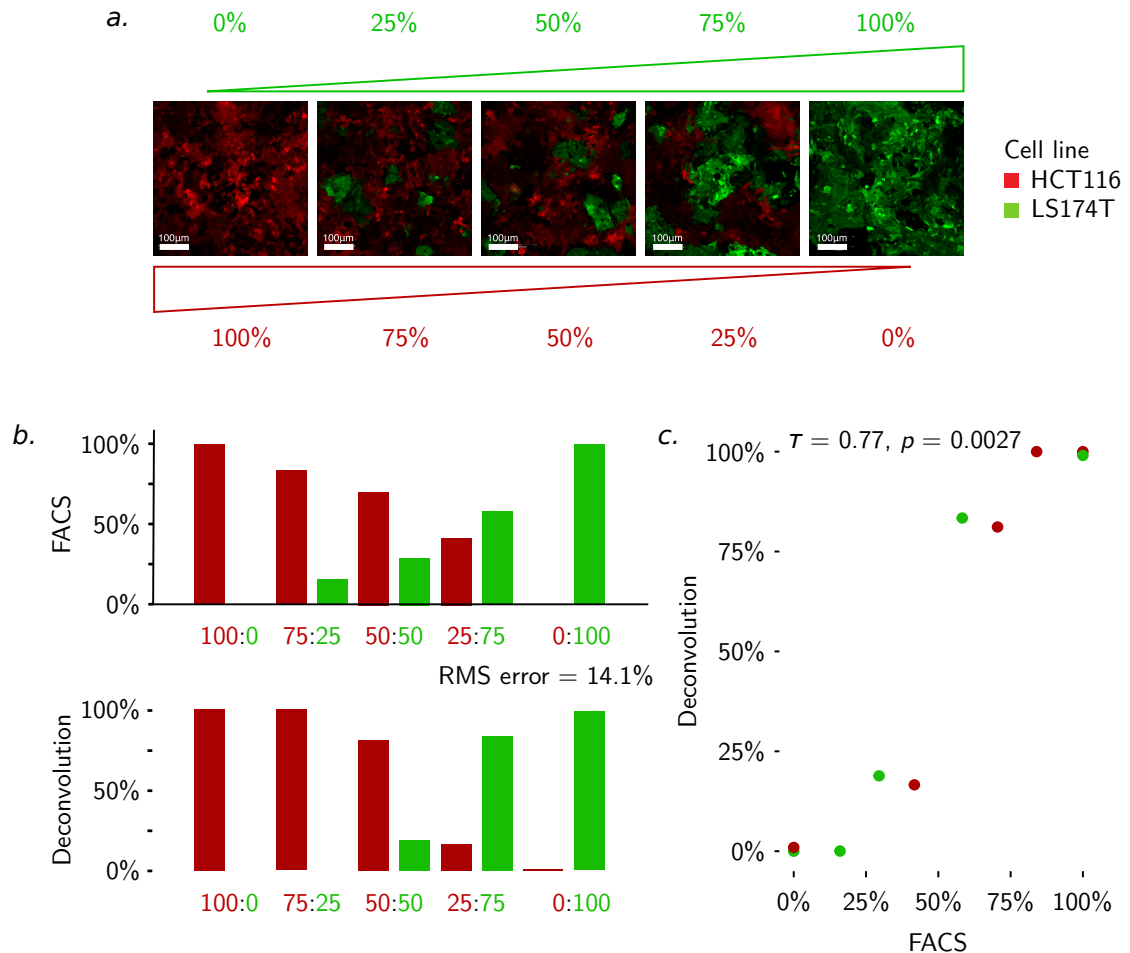 a.
0% 25% 50% 75% 100%
100μm 100μm 100μm 100μm 100μm
Cell line
HCT116
LS174T
100% 75% 50% 25% 0%
b.
FACS
100%
50%
0%
100:0 75:25 50:50 25:75 0:100
RMS error = 14.1%
Deconvolution
100%
50%
0%
100:0 75:25 50:50 25:75 0:100
c.
τ = 0.77, p = 0.0027
Deconvolution
100%
75%
50%
25%
0%
0% 25% 50% 75% 100%
FACS